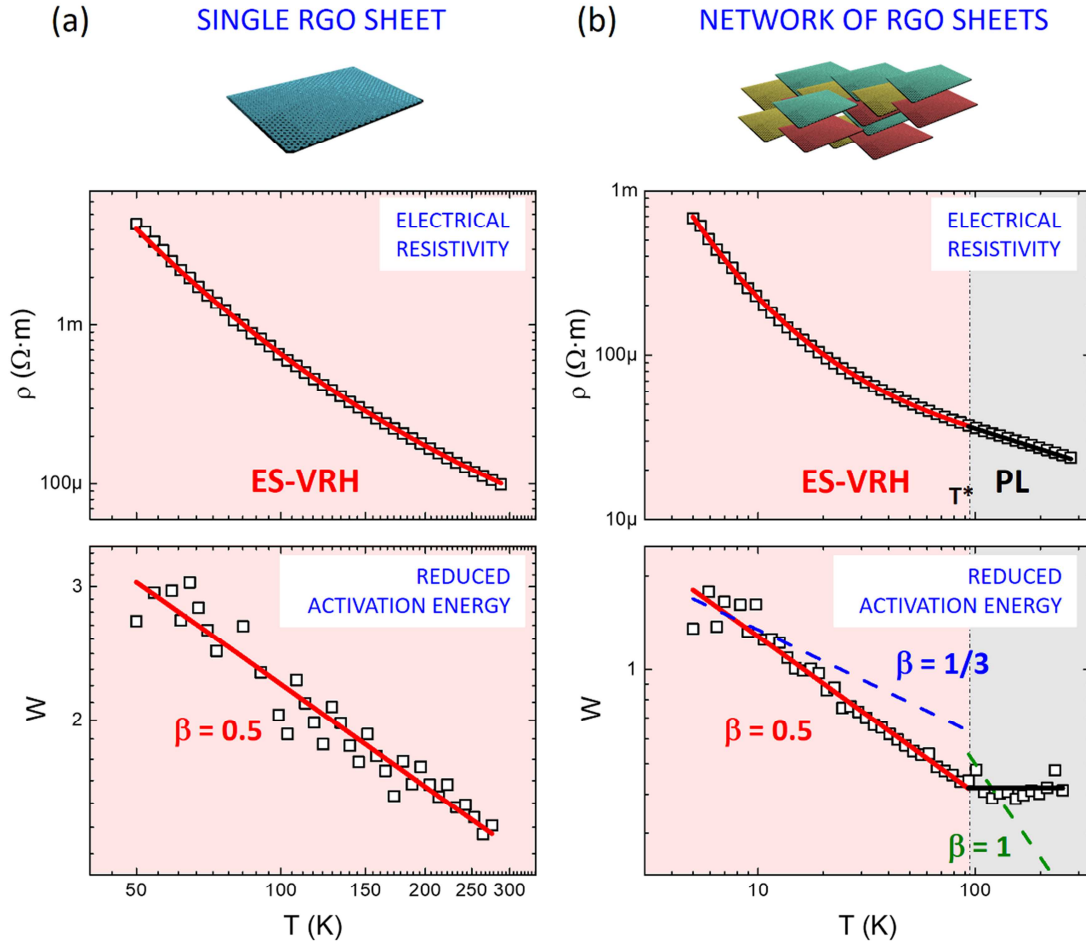 (a) SINGLE RGO SHEET
(b) NETWORK OF RGO SHEETS
ELECTRICAL
RESISTIVITY
1m
100μ
ρ (Ω·m)
ES-VRH
ELECTRICAL
RESISTIVITY
1m
100μ
10μ
ρ (Ω·m)
ES-VRH
T*
PL
REDUCED
ACTIVATION ENERGY
3
2
W
β = 0.5
50 100 150 200 250 300
T (K)
REDUCED
ACTIVATION ENERGY
1
W
β = 1/3
β = 0.5
β = 1
10 100
T (K)